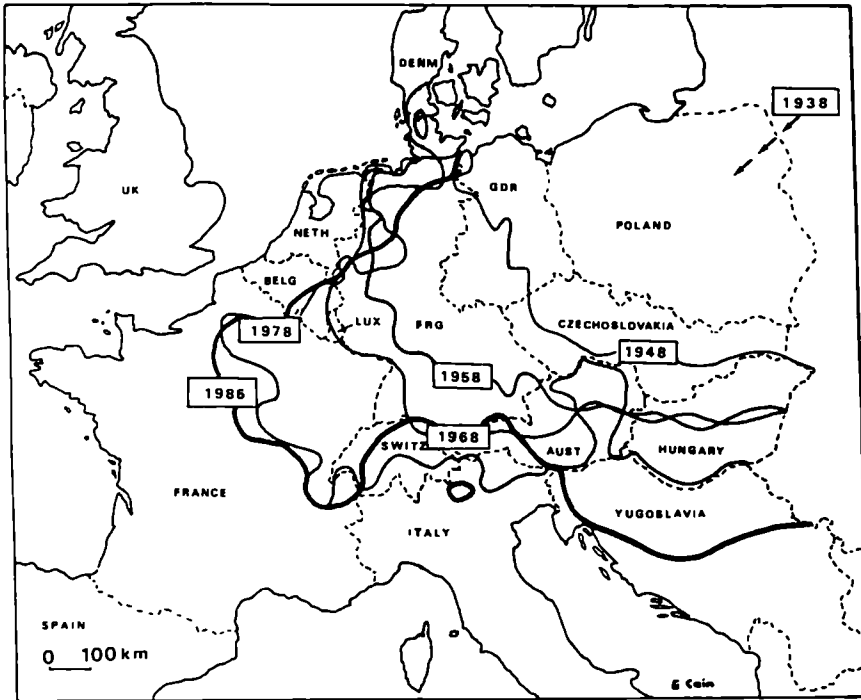 DENM
1938
UK
GDR
NETH
POLAND
BELG
1978
LUX
FRG
CZECHOSLOVAKIA
1948
1958
1986
1968
SWITZ
AUST
HUNGARY
FRANCE
YUGOSLAVIA
ITALY
SPAIN
0 100 km
E Cain